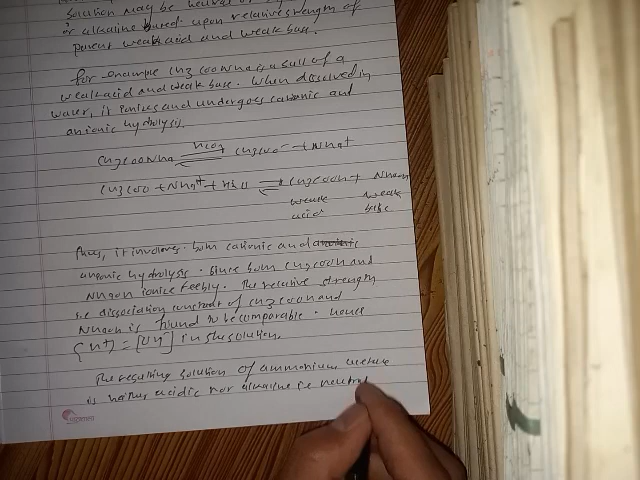 solution may be neutral
or alkaline based upon relative strength of
parent weak acid and weak base.
for example CH3COONH4 is a salt of a
weak acid and weak base. When dissolved in
water, it ionizes and undergoes cationic and
anionic hydrolysis.
CH3COONH4 ⇌ CH3COO⁻ + NH4⁺
H2O
CH3COO + NH4⁺ + H2O ⇌ CH3COOH + NH4OH
weak weak
acid base
Thus, it involves both cationic and
anionic hydrolysis. Since both CH3COOH and
NH4OH ionise feebly. The relative strength
i.e dissociation constant of CH3COOH and
NH4OH is found to be comparable. Hence
[H⁺] = [OH⁻] in the solution.
The resulting solution of ammonium acetate
is neither acidic nor alkaline i.e neutral